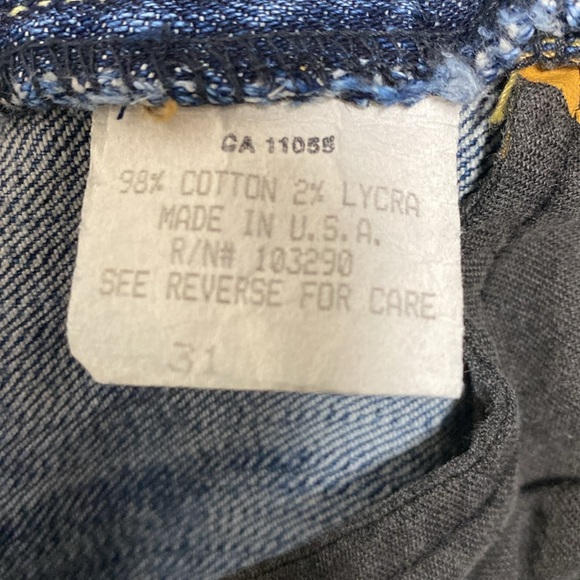 CA 11055
98% COTTON 2% LYCRA
MADE IN U.S.A.
R/N# 103290
SEE REVERSE FOR CARE
31